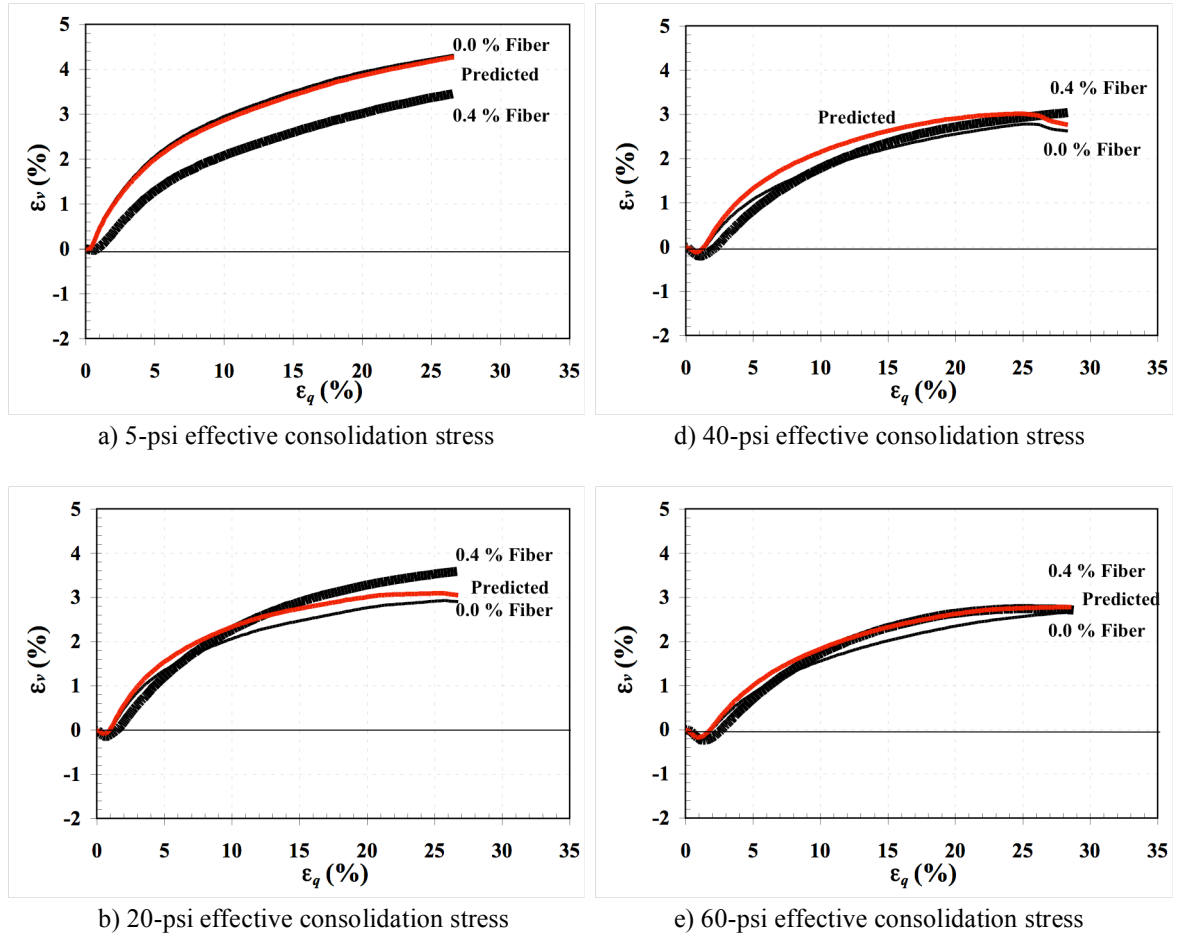 5
4
3
2
1
0
-1
-2
0.0 % Fiber
Predicted
0.4 % Fiber
εv (%)
0 5 10 15 20 25 30 35
εq (%)
a) 5-psi effective consolidation stress
5
4
3
2
1
0
-1
-2
0.4 % Fiber
Predicted
0.0 % Fiber
εv (%)
0 5 10 15 20 25 30 35
εq (%)
d) 40-psi effective consolidation stress
5
4
3
2
1
0
-1
-2
0.4 % Fiber
Predicted
0.0 % Fiber
εv (%)
0 5 10 15 20 25 30 35
εq (%)
b) 20-psi effective consolidation stress
5
4
3
2
1
0
-1
-2
0.4 % Fiber
Predicted
0.0 % Fiber
εv (%)
0 5 10 15 20 25 30 35
εq (%)
e) 60-psi effective consolidation stress